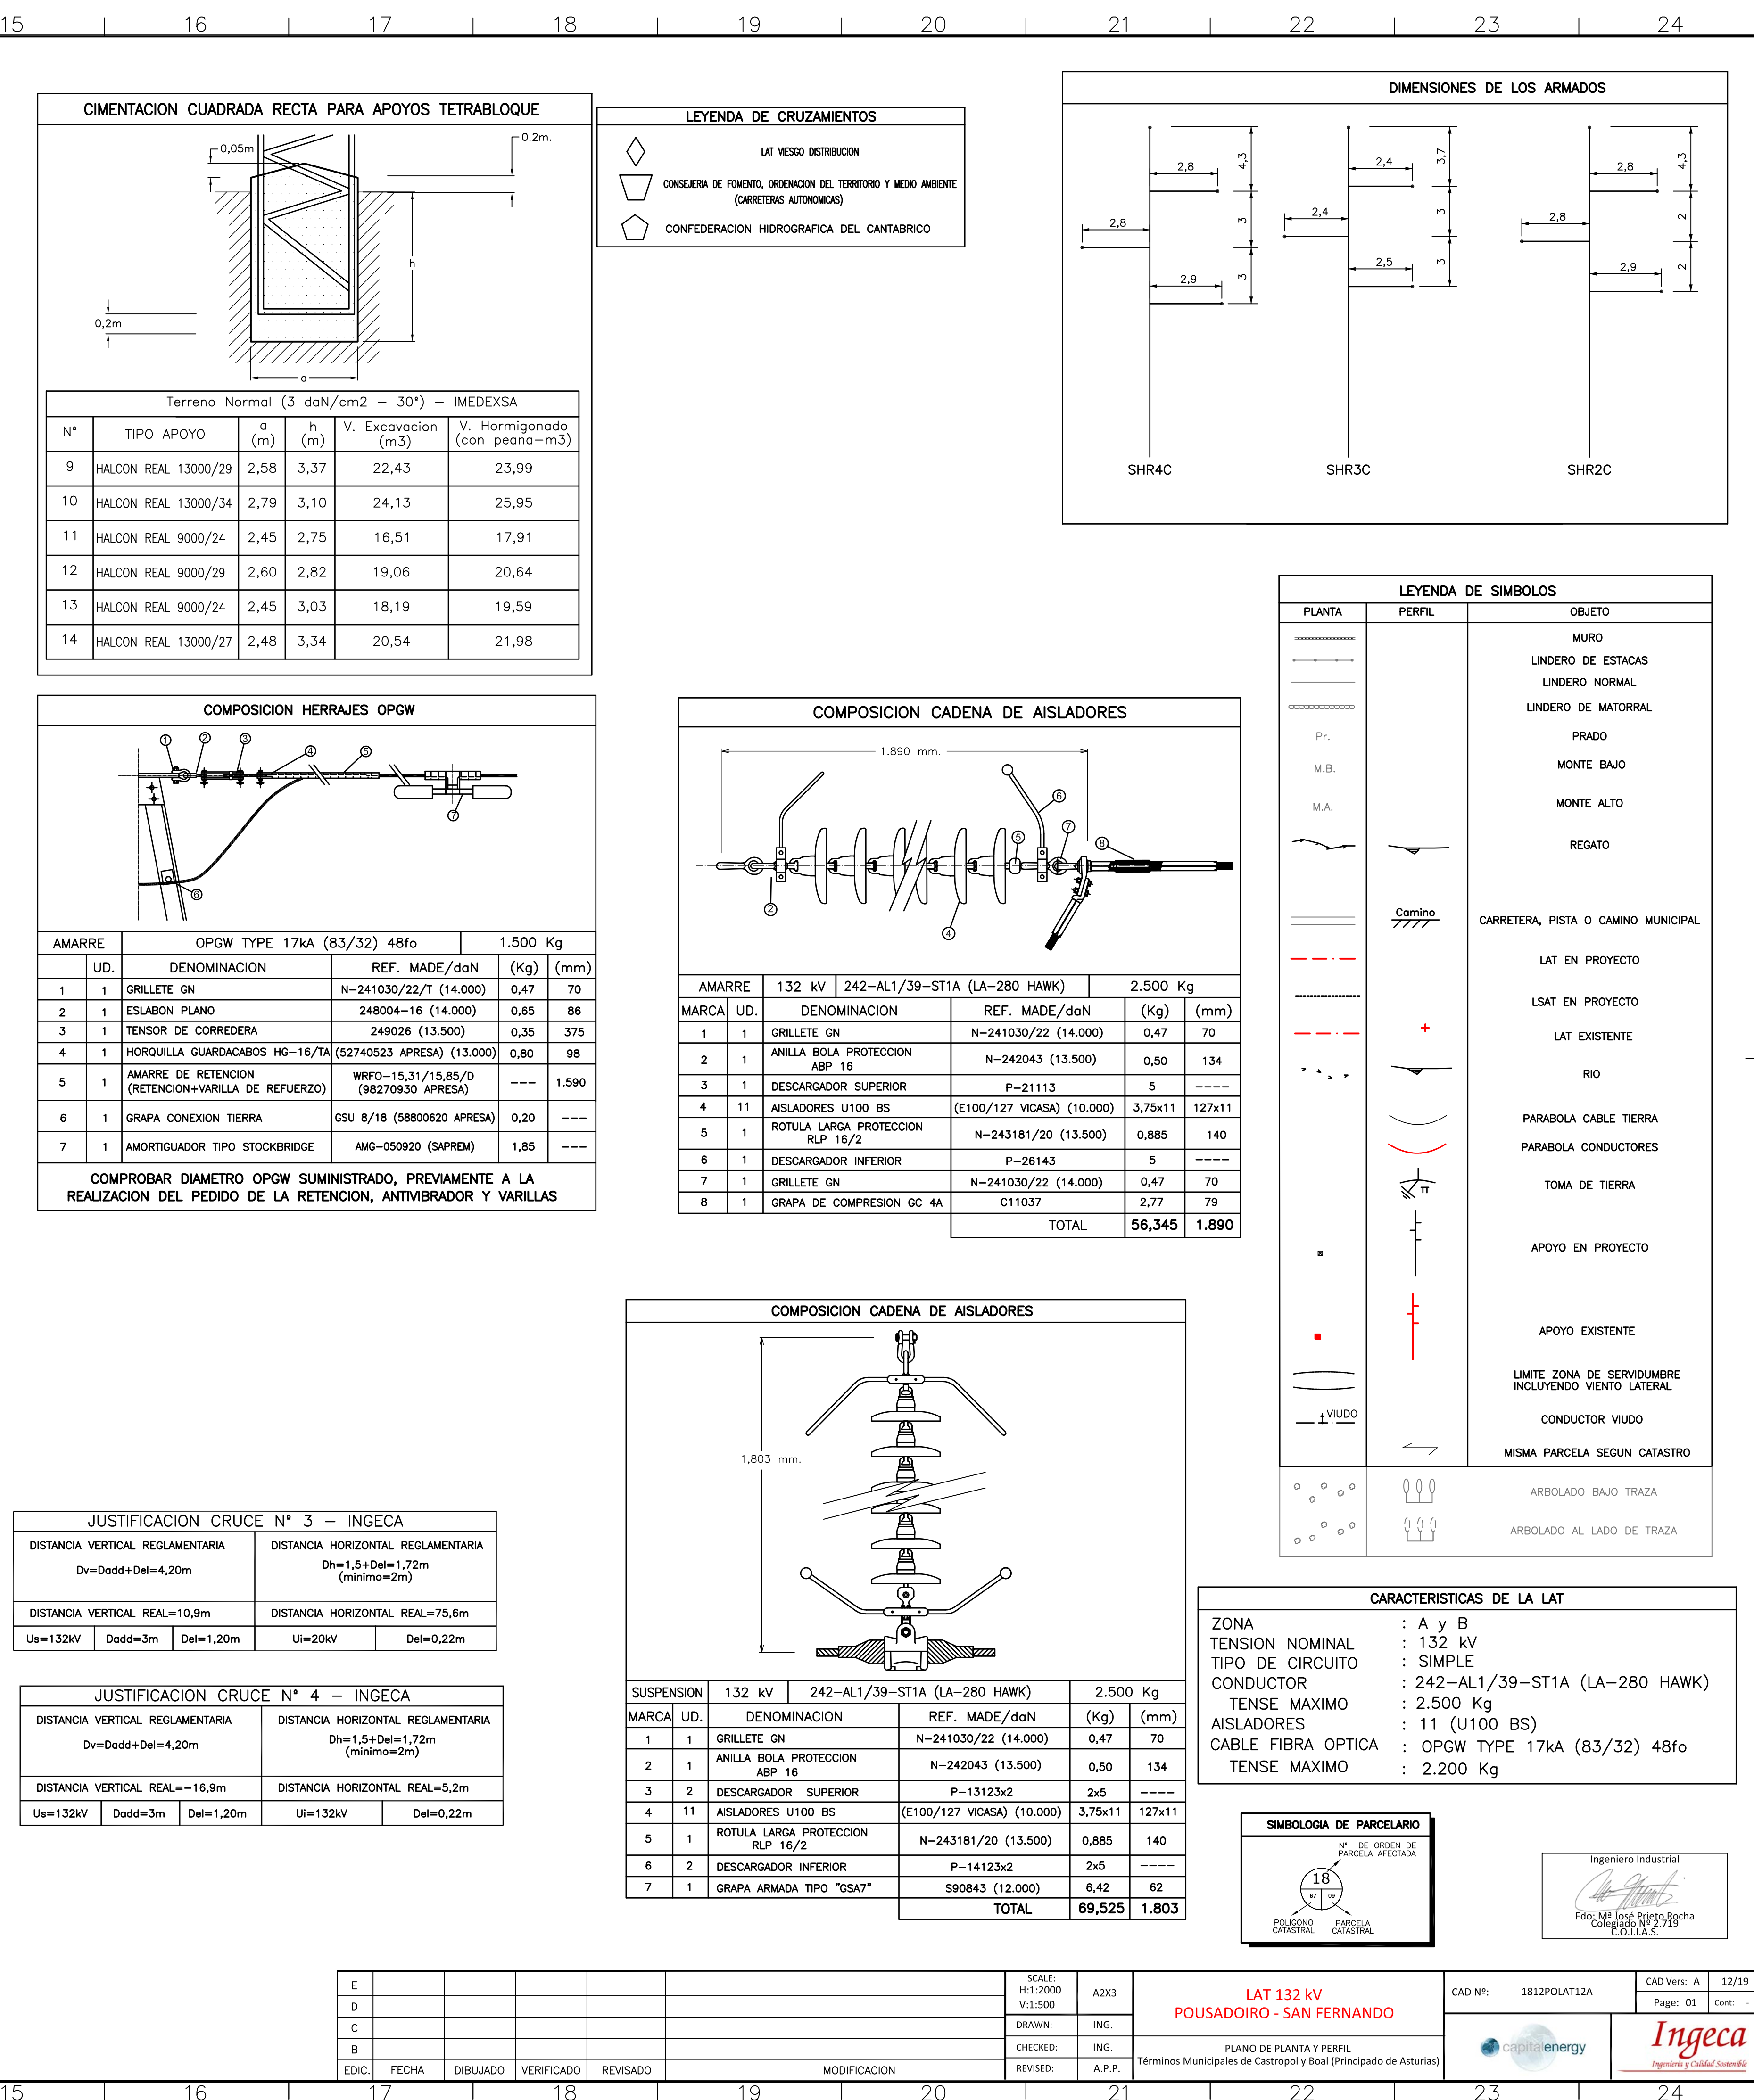 15 16 17 18 19 20 21 22 23 24
CIMENTACION CUADRADA RECTA PARA APOYOS TETRABLOQUE
0,05m
0.2m.
h
0,2m
a
Terreno Normal (3 daN/cm2 - 30°) - IMEDEXSA
Nª TIPO APOYO a (m) h (m) V. Excavacion (m3) V. Hormigonado (con peana-m3)
9 HALCON REAL 13000/29 2,58 3,37 22,43 23,99
10 HALCON REAL 13000/34 2,79 3,10 24,13 25,95
11 HALCON REAL 9000/24 2,45 2,75 16,51 17,91
12 HALCON REAL 9000/29 2,60 2,82 19,06 20,64
13 HALCON REAL 9000/24 2,45 3,03 18,19 19,59
14 HALCON REAL 13000/27 2,48 3,34 20,54 21,98
LEYENDA DE CRUZAMIENTOS
LAT VIESGO DISTRIBUCION
CONSEJERIA DE FOMENTO, ORDENACION DEL TERRITORIO Y MEDIO AMBIENTE
(CARRETERAS AUTONOMICAS)
CONFEDERACION HIDROGRAFICA DEL CANTABRICO
DIMENSIONES DE LOS ARMADOS
2,8 4,3 2,8 3 2,9 3
SHR4C
2,4 3,7 2,4 3 2,5 3
SHR3C
2,8 4,3 2,8 2 2,9 2
SHR2C
COMPOSICION HERRAJES OPGW
1 2 3 4 5
7
6
AMARRE OPGW TYPE 17kA (83/32) 48fo 1.500 Kg
UD. DENOMINACION REF. MADE/daN (Kg) (mm)
1 1 GRILLETE GN N-241030/22/T (14.000) 0,47 70
2 1 ESLABON PLANO 248004-16 (14.000) 0,65 86
3 1 TENSOR DE CORREDERA 249026 (13.500) 0,35 375
4 1 HORQUILLA GUARDACABOS HG-16/TA (52740523 APRESA) (13.000) 0,80 98
5 1 AMARRE DE RETENCION (RETENCION+VARILLA DE REFUERZO) WRFO-15,31/15,85/D (98270930 APRESA) --- 1.590
6 1 GRAPA CONEXION TIERRA GSU 8/18 (58800620 APRESA) 0,20 ---
7 1 AMORTIGUADOR TIPO STOCKBRIDGE AMG-050920 (SAPREM) 1,85 ---
COMPROBAR DIAMETRO OPGW SUMINISTRADO, PREVIAMENTE A LA
REALIZACION DEL PEDIDO DE LA RETENCION, ANTIVIBRADOR Y VARILLAS
COMPOSICION CADENA DE AISLADORES
1.890 mm.
6
5 7 8
2
4
AMARRE 132 kV 242-AL1/39-ST1A (LA-280 HAWK) 2.500 Kg
MARCA UD. DENOMINACION REF. MADE/daN (Kg) (mm)
1 1 GRILLETE GN N-241030/22 (14.000) 0,47 70
2 1 ANILLA BOLA PROTECCION ABP 16 N-242043 (13.500) 0,50 134
3 1 DESCARGADOR SUPERIOR P-21113 5 ----
4 11 AISLADORES U100 BS (E100/127 VICASA) (10.000) 3,75x11 127x11
5 1 ROTULA LARGA PROTECCION RLP 16/2 N-243181/20 (13.500) 0,885 140
6 1 DESCARGADOR INFERIOR P-26143 5 ----
7 1 GRILLETE GN N-241030/22 (14.000) 0,47 70
8 1 GRAPA DE COMPRESION GC 4A C11037 2,77 79
TOTAL 56,345 1.890
LEYENDA DE SIMBOLOS
PLANTA PERFIL OBJETO
MURO
LINDERO DE ESTACAS
LINDERO NORMAL
LINDERO DE MATORRAL
Pr. PRADO
M.B. MONTE BAJO
M.A. MONTE ALTO
REGATO
Camino CARRETERA, PISTA O CAMINO MUNICIPAL
LAT EN PROYECTO
LSAT EN PROYECTO
LAT EXISTENTE
RIO
PARABOLA CABLE TIERRA
PARABOLA CONDUCTORES
TT TOMA DE TIERRA
APOYO EN PROYECTO
APOYO EXISTENTE
LIMITE ZONA DE SERVIDUMBRE
INCLUYENDO VIENTO LATERAL
VIUDO CONDUCTOR VIUDO
MISMA PARCELA SEGUN CATASTRO
ARBOLADO BAJO TRAZA
ARBOLADO AL LADO DE TRAZA
COMPOSICION CADENA DE AISLADORES
1,803 mm.
SUSPENSION 132 kV 242-AL1/39-ST1A (LA-280 HAWK) 2.500 Kg
MARCA UD. DENOMINACION REF. MADE/daN (Kg) (mm)
1 1 GRILLETE GN N-241030/22 (14.000) 0,47 70
2 1 ANILLA BOLA PROTECCION ABP 16 N-242043 (13.500) 0,50 134
3 2 DESCARGADOR SUPERIOR P-13123x2 2x5 ----
4 11 AISLADORES U100 BS (E100/127 VICASA) (10.000) 3,75x11 127x11
5 1 ROTULA LARGA PROTECCION RLP 16/2 N-243181/20 (13.500) 0,885 140
6 2 DESCARGADOR INFERIOR P-14123x2 2x5 ----
7 1 GRAPA ARMADA TIPO "GSA7" S90843 (12.000) 6,42 62
TOTAL 69,525 1.803
JUSTIFICACION CRUCE Nª 3 - INGECA
DISTANCIA VERTICAL REGLAMENTARIA DISTANCIA HORIZONTAL REGLAMENTARIA
Dv=Dadd+Del=4,20m Dh=1,5+Del=1,72m
(minimo=2m)
DISTANCIA VERTICAL REAL=10,9m DISTANCIA HORIZONTAL REAL=75,6m
Us=132kV Dadd=3m Del=1,20m Ui=20kV Del=0,22m
JUSTIFICACION CRUCE Nª 4 - INGECA
DISTANCIA VERTICAL REGLAMENTARIA DISTANCIA HORIZONTAL REGLAMENTARIA
Dv=Dadd+Del=4,20m Dh=1,5+Del=1,72m
(minimo=2m)
DISTANCIA VERTICAL REAL=-16,9m DISTANCIA HORIZONTAL REAL=5,2m
Us=132kV Dadd=3m Del=1,20m Ui=132kV Del=0,22m
CARACTERISTICAS DE LA LAT
ZONA : A y B
TENSION NOMINAL : 132 kV
TIPO DE CIRCUITO : SIMPLE
CONDUCTOR : 242-AL1/39-ST1A (LA-280 HAWK)
TENSE MAXIMO : 2.500 Kg
AISLADORES : 11 (U100 BS)
CABLE FIBRA OPTICA : OPGW TYPE 17kA (83/32) 48fo
TENSE MAXIMO : 2.200 Kg
SIMBOLOGIA DE PARCELARIO
Nª DE ORDEN DE
PARCELA AFECTADA
18
67 09
POLIGONO CATASTRAL PARCELA CATASTRAL
Ingeniero Industrial
Fdo: Mª José Prieto Rocha
Colegiado Nº 2.719
C.O.I.I.A.S.
E
D
C
B
EDIC. FECHA DIBUJADO VERIFICADO REVISADO MODIFICACION
SCALE: H:1:2000 V:1:500 A2X3
DRAWN: ING.
CHECKED: ING.
REVISED: A.P.P.
LAT 132 kV
POUSADOIRO - SAN FERNANDO
PLANO DE PLANTA Y PERFIL
Términos Municipales de Castropol y Boal (Principado de Asturias)
CAD Nº: 1812POLAT12A
CAD Vers: A 12/19
Page: 01 Cont: -
capitalenergy
Ingeca
Ingeniería y Calidad Sostenible
15 16 17 18 19 20 21 22 23 24